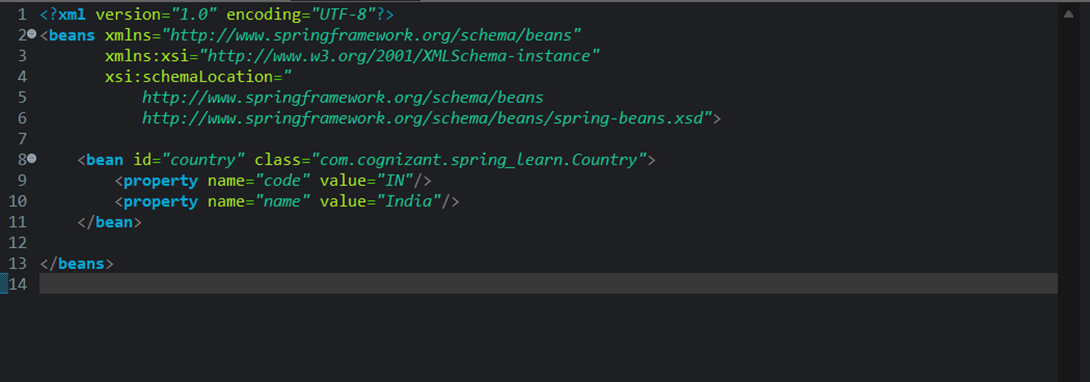 1 <?xml version="1.0" encoding="UTF-8"?>
2 <beans xmlns="http://www.springframework.org/schema/beans"
3        xmlns:xsi="http://www.w3.org/2001/XMLSchema-instance"
4        xsi:schemaLocation="
5            http://www.springframework.org/schema/beans
6            http://www.springframework.org/schema/beans/spring-beans.xsd">
7
8     <bean id="country" class="com.cognizant.spring_learn.Country">
9         <property name="code" value="IN"/>
10         <property name="name" value="India"/>
11     </bean>
12
13 </beans>
14